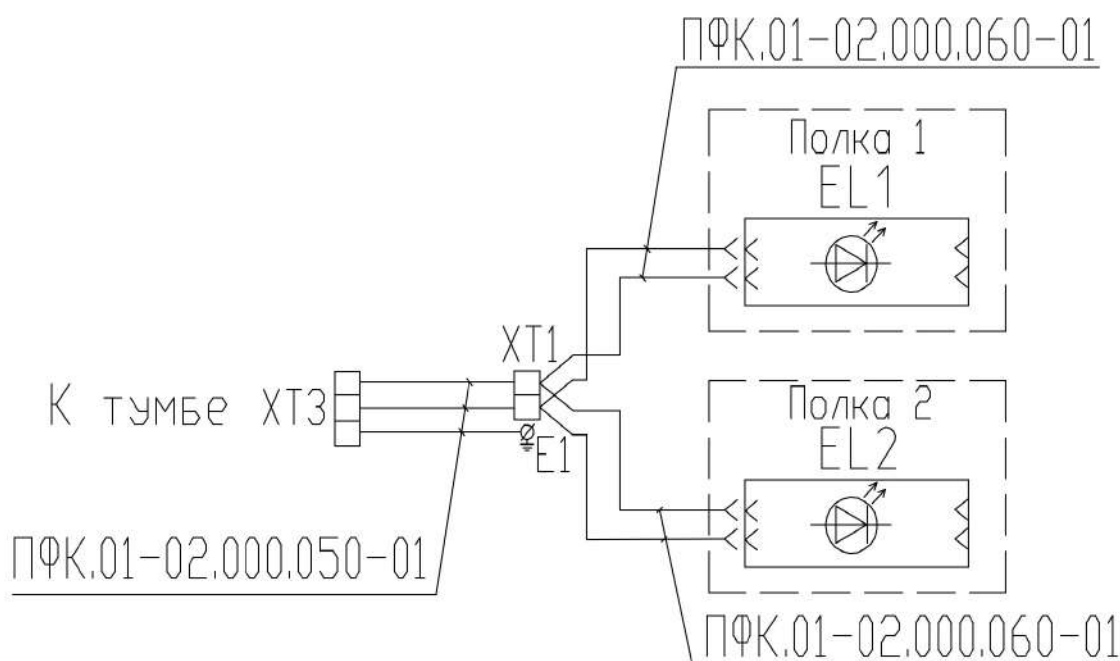 ПФК.01-02.000.060-01
Полка 1
EL1
XT1
К тумбе XT3
E1
Полка 2
EL2
ПФК.01-02.000.050-01
ПФК.01-02.000.060-01